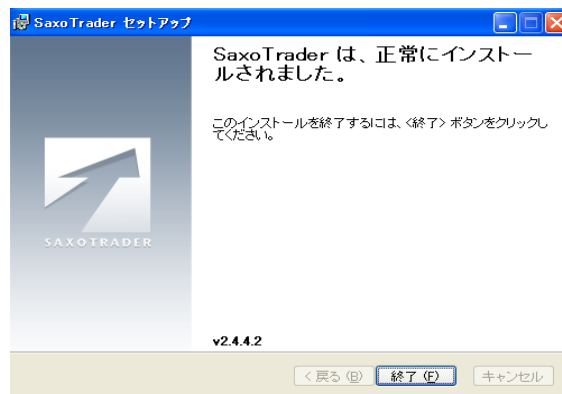 SaxoTrader セットアップ
SaxoTrader は、正常にインストー
ルされました。
このインストールを終了するには、<終了> ボタンをクリックし
てください。
SAXOTRADER
v2.4.4.2
< 戻る (B)
終了 (F)
キャンセル